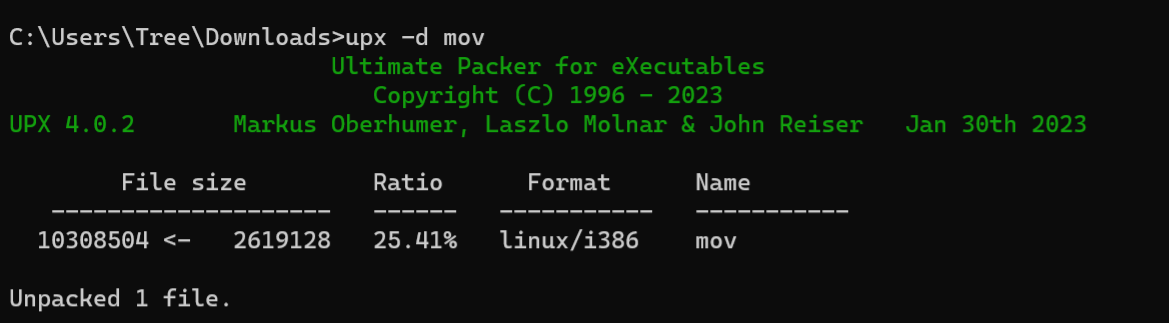 C:\Users\Tree\Downloads>upx -d mov
Ultimate Packer for eXecutables
Copyright (C) 1996 - 2023
UPX 4.0.2       Markus Oberhumer, Laszlo Molnar & John Reiser   Jan 30th 2023
File size         Ratio      Format      Name
--------------------   ------   -----------   -----------
10308504 <-   2619128   25.41%   linux/i386    mov
Unpacked 1 file.